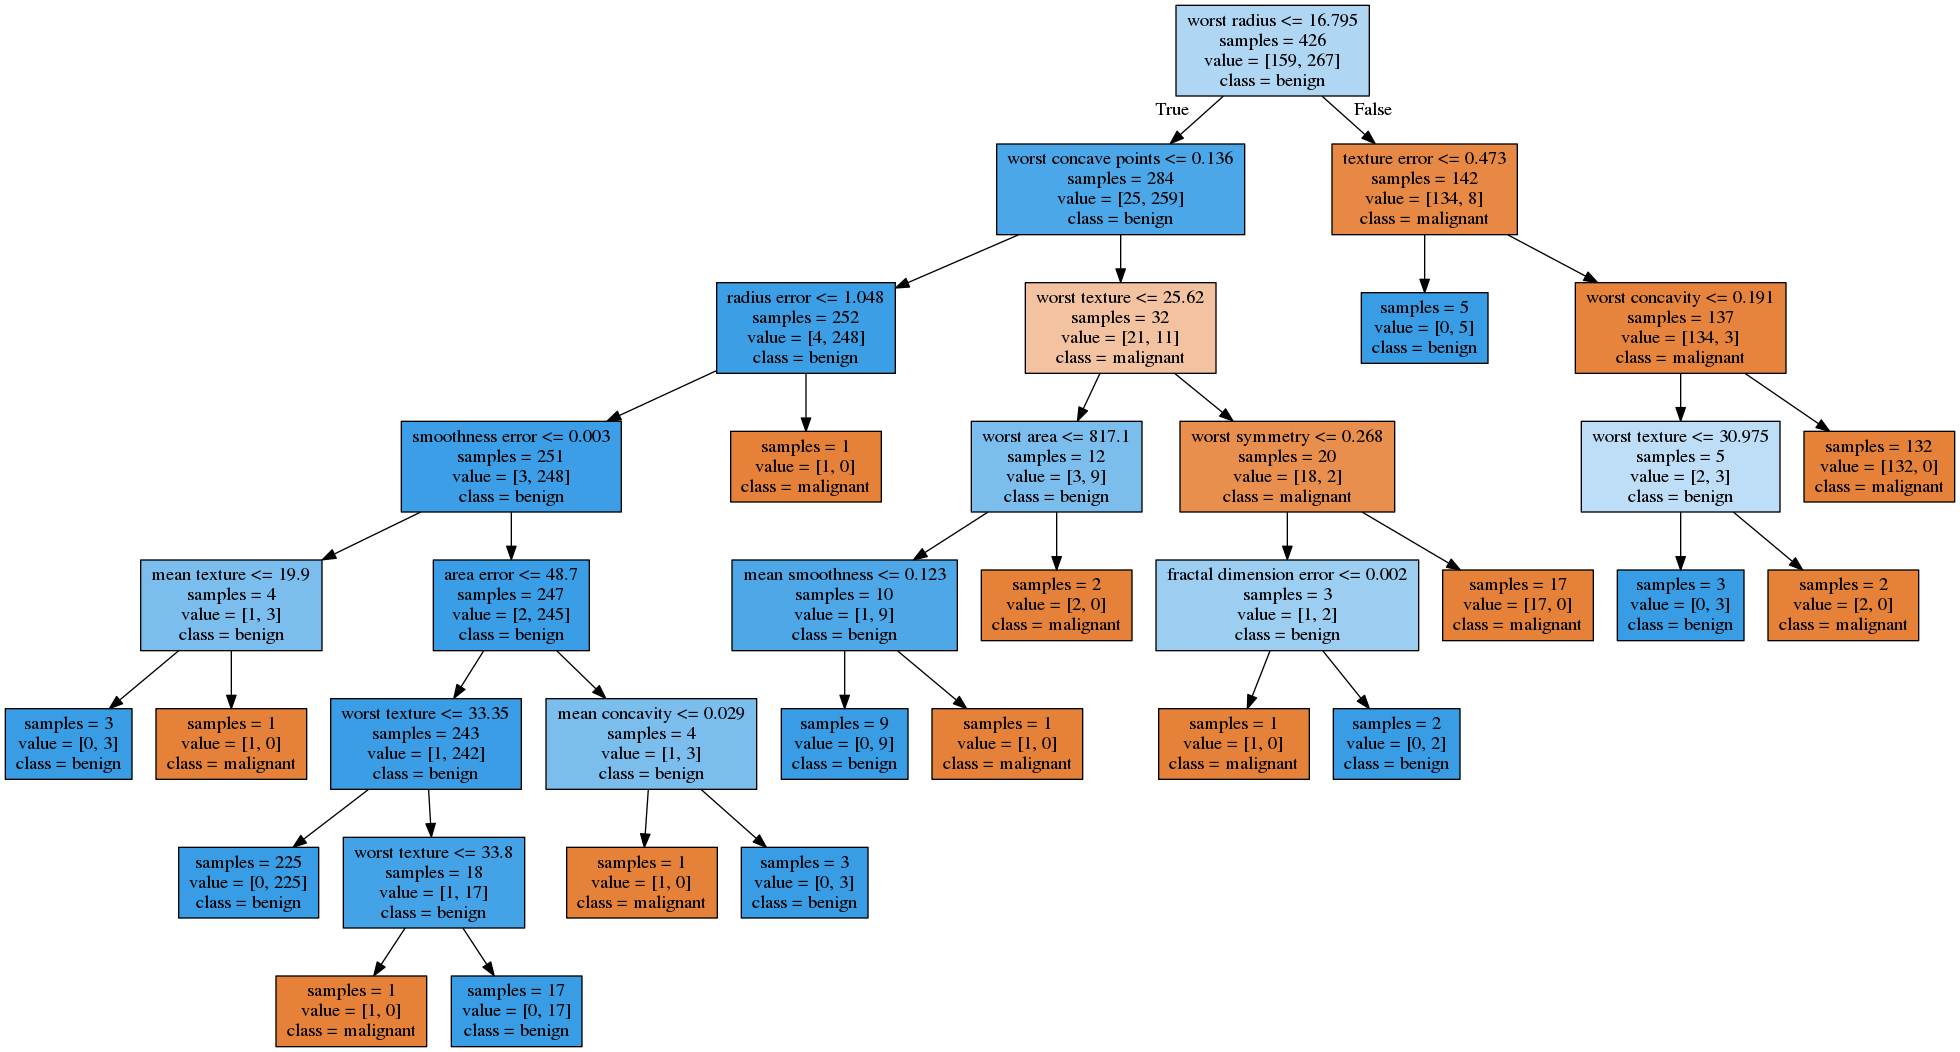 worst radius <= 16.795
samples = 426
value = [159, 267]
class = benign
True
False
worst concave points <= 0.136
samples = 284
value = [25, 259]
class = benign
texture error <= 0.473
samples = 142
value = [134, 8]
class = malignant
radius error <= 1.048
samples = 252
value = [4, 248]
class = benign
worst texture <= 25.62
samples = 32
value = [21, 11]
class = malignant
samples = 5
value = [0, 5]
class = benign
worst concavity <= 0.191
samples = 137
value = [134, 3]
class = malignant
smoothness error <= 0.003
samples = 251
value = [3, 248]
class = benign
samples = 1
value = [1, 0]
class = malignant
worst area <= 817.1
samples = 12
value = [3, 9]
class = benign
worst symmetry <= 0.268
samples = 20
value = [18, 2]
class = malignant
worst texture <= 30.975
samples = 5
value = [2, 3]
class = benign
samples = 132
value = [132, 0]
class = malignant
mean texture <= 19.9
samples = 4
value = [1, 3]
class = benign
area error <= 48.7
samples = 247
value = [2, 245]
class = benign
mean smoothness <= 0.123
samples = 10
value = [1, 9]
class = benign
samples = 2
value = [2, 0]
class = malignant
fractal dimension error <= 0.002
samples = 3
value = [1, 2]
class = benign
samples = 17
value = [17, 0]
class = malignant
samples = 3
value = [0, 3]
class = benign
samples = 2
value = [2, 0]
class = malignant
samples = 3
value = [0, 3]
class = benign
samples = 1
value = [1, 0]
class = malignant
worst texture <= 33.35
samples = 243
value = [1, 242]
class = benign
mean concavity <= 0.029
samples = 4
value = [1, 3]
class = benign
samples = 9
value = [0, 9]
class = benign
samples = 1
value = [1, 0]
class = malignant
samples = 1
value = [1, 0]
class = malignant
samples = 2
value = [0, 2]
class = benign
samples = 225
value = [0, 225]
class = benign
worst texture <= 33.8
samples = 18
value = [1, 17]
class = benign
samples = 1
value = [1, 0]
class = malignant
samples = 3
value = [0, 3]
class = benign
samples = 1
value = [1, 0]
class = malignant
samples = 17
value = [0, 17]
class = benign